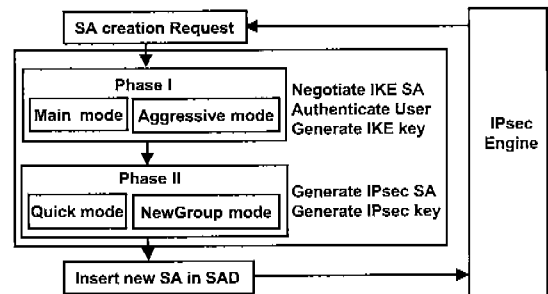 SA creation Request
Phase I
Main mode
Aggressive mode
Negotiate IKE SA
Authenticate User
Generate IKE key
IPsec
Engine
Phase II
Quick mode
NewGroup mode
Generate IPsec SA
Generate IPsec key
Insert new SA in SAD